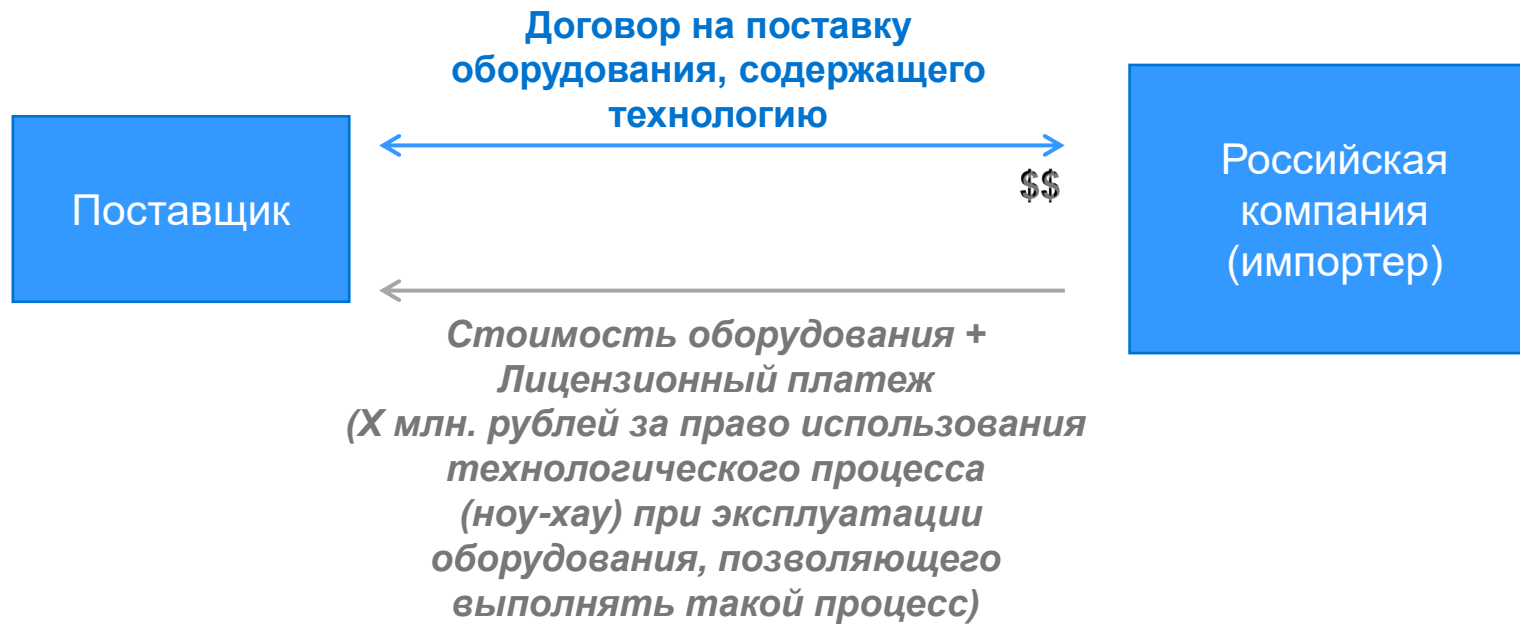 Договор на поставку
оборудования, содержащего
технологию
Поставщик
$$
Российская
компания
(импортер)
Стоимость оборудования +
Лицензионный платеж
(X млн. рублей за право использования
технологического процесса
(ноу-хау) при эксплуатации
оборудования, позволяющего
выполнять такой процесс)